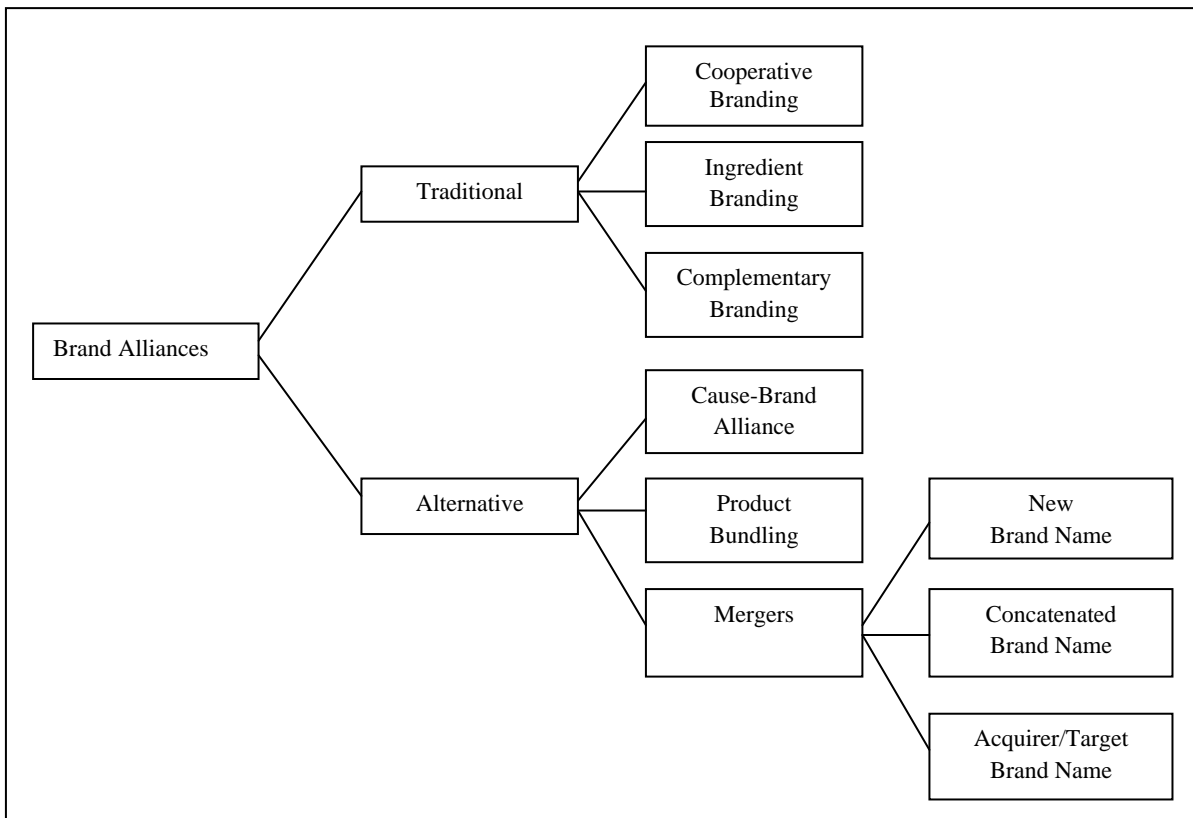 Cooperative
Branding
Ingredient
Branding
Traditional
Complementary
Branding
Brand Alliances
Cause-Brand
Alliance
Alternative
Product
Bundling
New
Brand Name
Mergers
Concatenated
Brand Name
Acquirer/Target
Brand Name